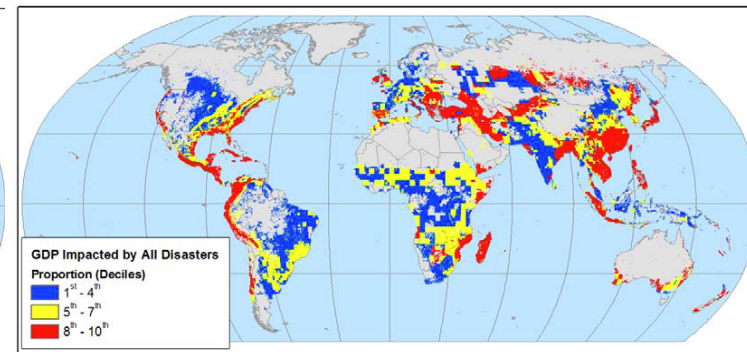 GDP Impacted by All Disasters
Proportion (Deciles)
1st - 4th
5th - 7th
8th - 10th